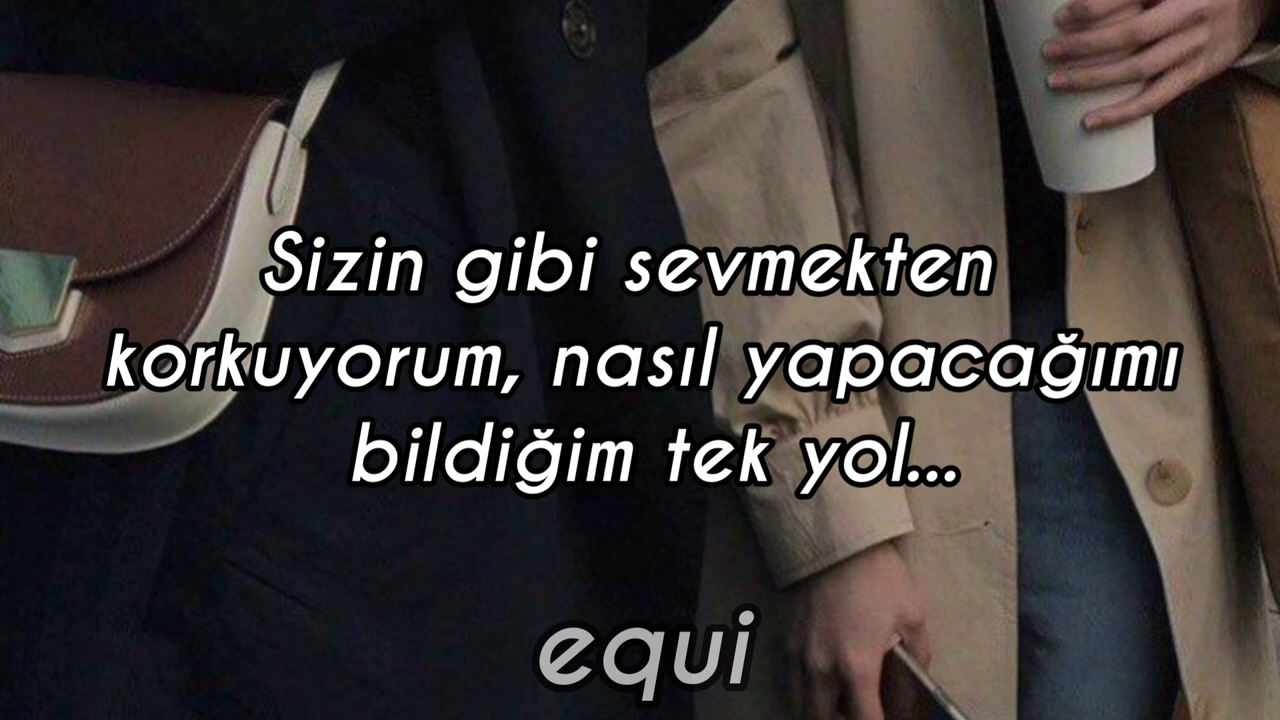 Sizin gibi sevmekten
korkuyorum, nasıl yapacağımı
bildiğim tek yol...
equi